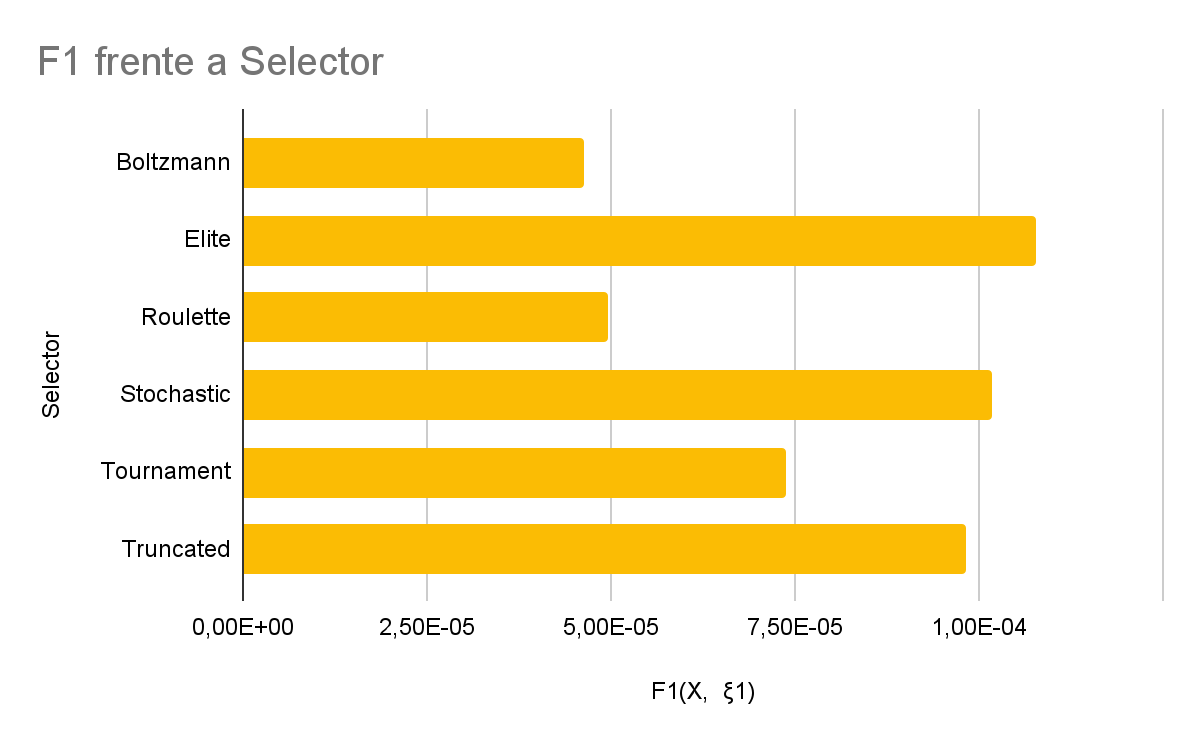 F1 frente a Selector
Boltzmann
Elite
Roulette
Stochastic
Tournament
Truncated
Selector
0,00E+00 2,50E-05 5,00E-05 7,50E-05 1,00E-04
F1(X, ξ1)